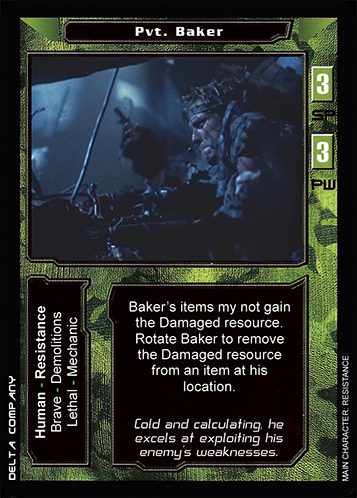 Pvt. Baker
3
SP
3
PW
Human - Resistance
Brave - Demolitions
Lethal - Mechanic
Baker's items my not gain
the Damaged resource.
Rotate Baker to remove
the Damaged resource
from an item at his
location.
Cold and calculating, he
excels at exploiting his
enemy's weaknesses.
DELTA COMPANY
MAIN CHARACTER: RESISTANCE